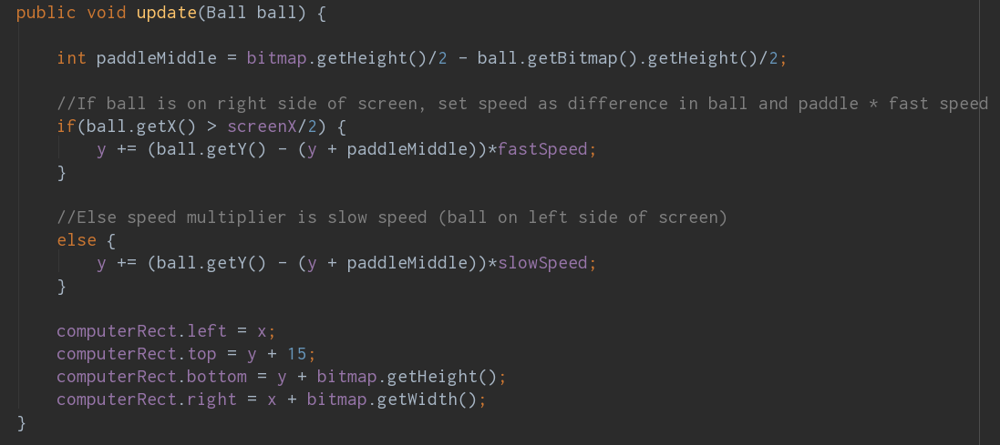 public void update(Ball ball) {
int paddleMiddle = bitmap.getHeight()/2 - ball.getBitmap().getHeight()/2;
//If ball is on right side of screen, set speed as difference in ball and paddle * fast speed
if(ball.getX() > screenX/2) {
y += (ball.getY() - (y + paddleMiddle))*fastSpeed;
}
//Else speed multiplier is slow speed (ball on left side of screen)
else {
y += (ball.getY() - (y + paddleMiddle))*slowSpeed;
}
computerRect.left = x;
computerRect.top = y + 15;
computerRect.bottom = y + bitmap.getHeight();
computerRect.right = x + bitmap.getWidth();
}